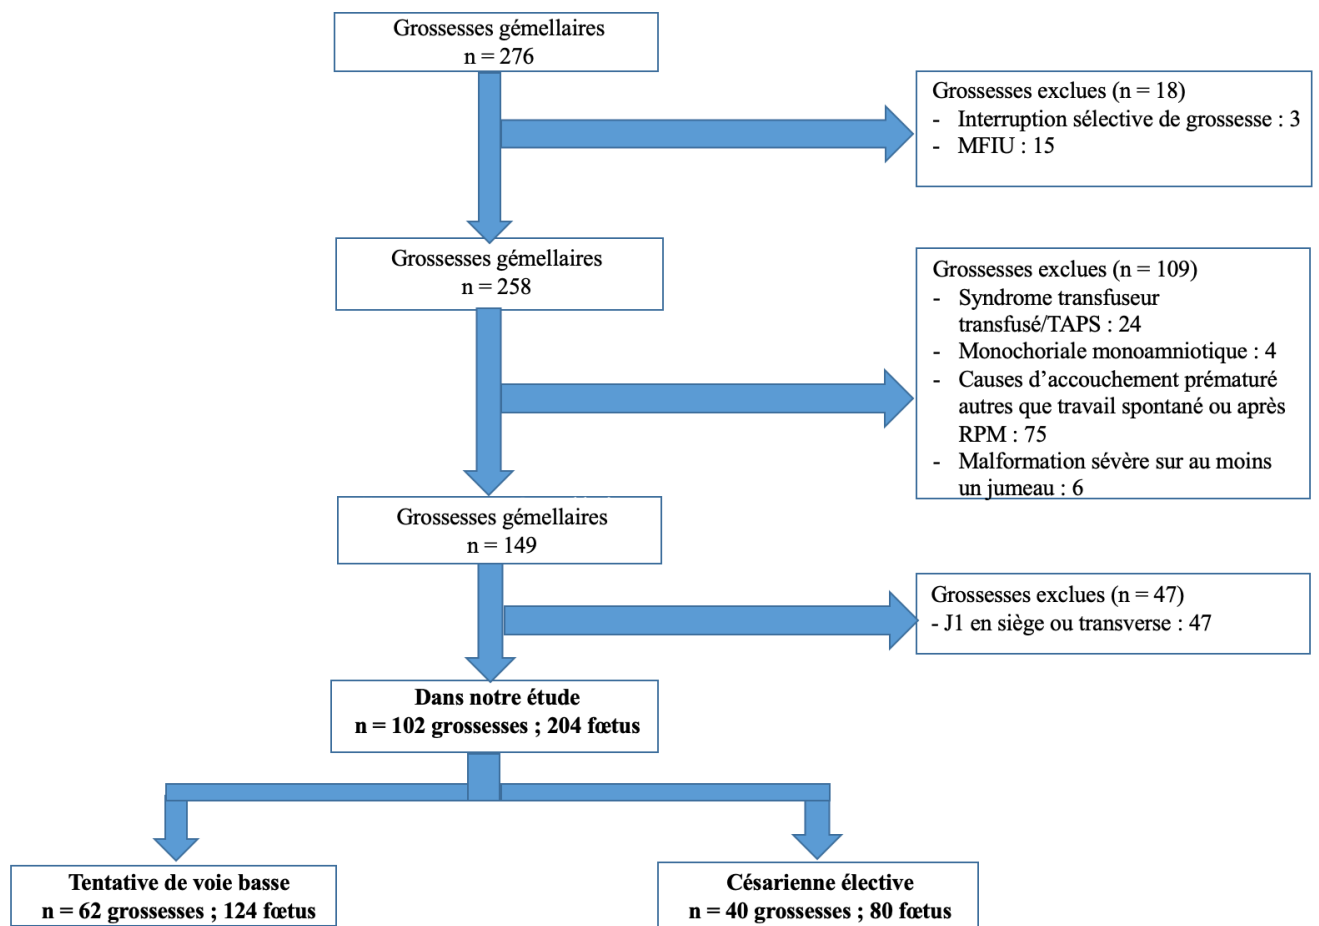 Grossesses gémellaires
n = 276
Grossesses exclues (n = 18)
- Interruption sélective de grossesse : 3
- MFIU : 15
Grossesses gémellaires
n = 258
Grossesses exclues (n = 109)
- Syndrome transfuseur
transfusé/TAPS : 24
- Monochoriale monoamniotique : 4
- Causes d’accouchement prématuré
autres que travail spontané ou après
RPM : 75
- Malformation sévère sur au moins
un jumeau : 6
Grossesses gémellaires
n = 149
Grossesses exclues (n = 47)
- J1 en siège ou transverse : 47
Dans notre étude
n = 102 grossesses ; 204 fœtus
Tentative de voie basse
n = 62 grossesses ; 124 fœtus
Césarienne élective
n = 40 grossesses ; 80 fœtus